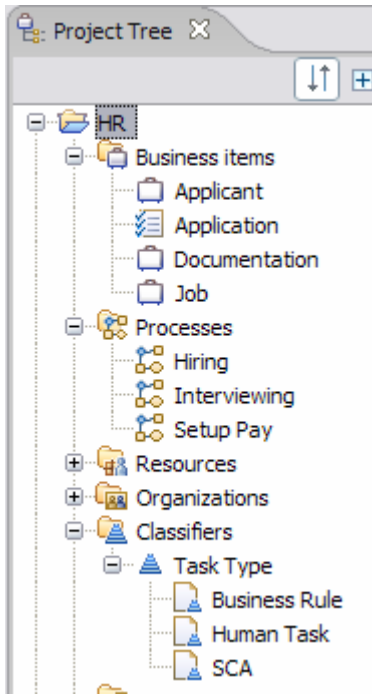 Project Tree
HR
Business items
Applicant
Application
Documentation
Job
Processes
Hiring
Interviewing
Setup Pay
Resources
Organizations
Classifiers
Task Type
Business Rule
Human Task
SCA